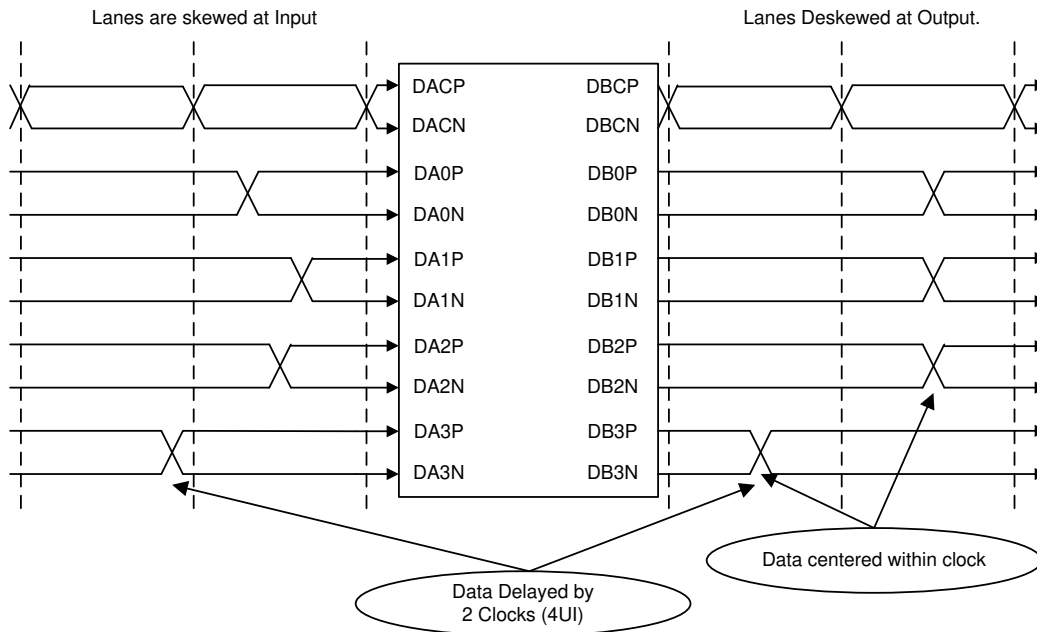 Lanes are skewed at Input
Lanes Deskewed at Output.
DACP
DBCP
DACN
DBCN
DA0P
DB0P
DA0N
DB0N
DA1P
DB1P
DA1N
DB1N
DA2P
DB2P
DA2N
DB2N
DA3P
DB3P
DA3N
DB3N
Data centered within clock
Data Delayed by
2 Clocks (4UI)